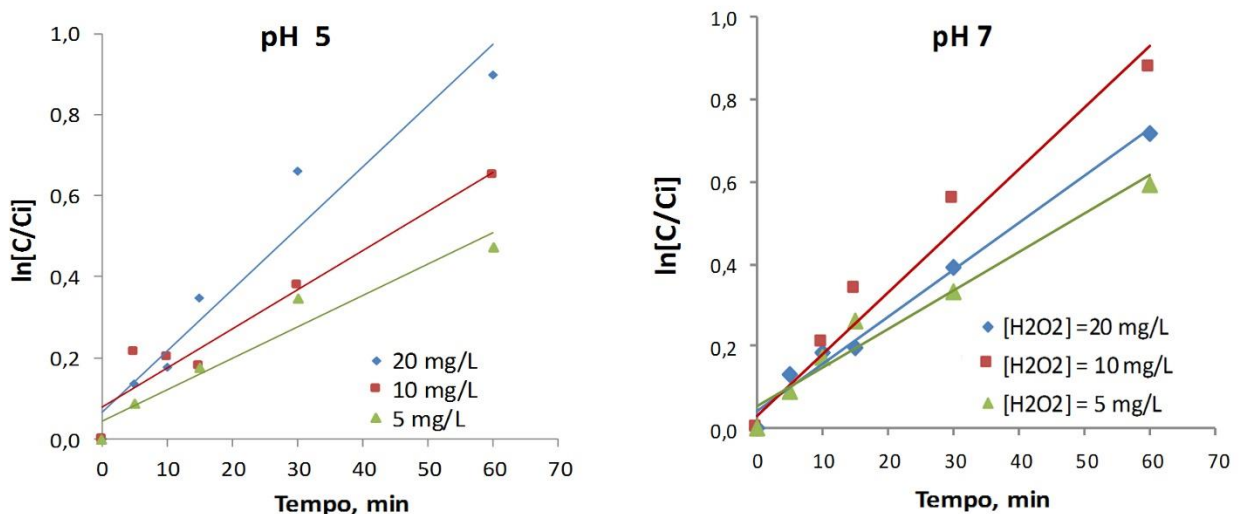 pH 5
ln[C/Ci]
1,0
0,8
0,6
0,4
0,2
0,0
0 10 20 30 40 50 60 70
Tempo, min
20 mg/L
10 mg/L
5 mg/L
pH 7
ln[C/Ci]
1,0
0,8
0,6
0,4
0,2
0,0
0 10 20 30 40 50 60 70
Tempo, min
[H2O2] = 20 mg/L
[H2O2] = 10 mg/L
[H2O2] = 5 mg/L